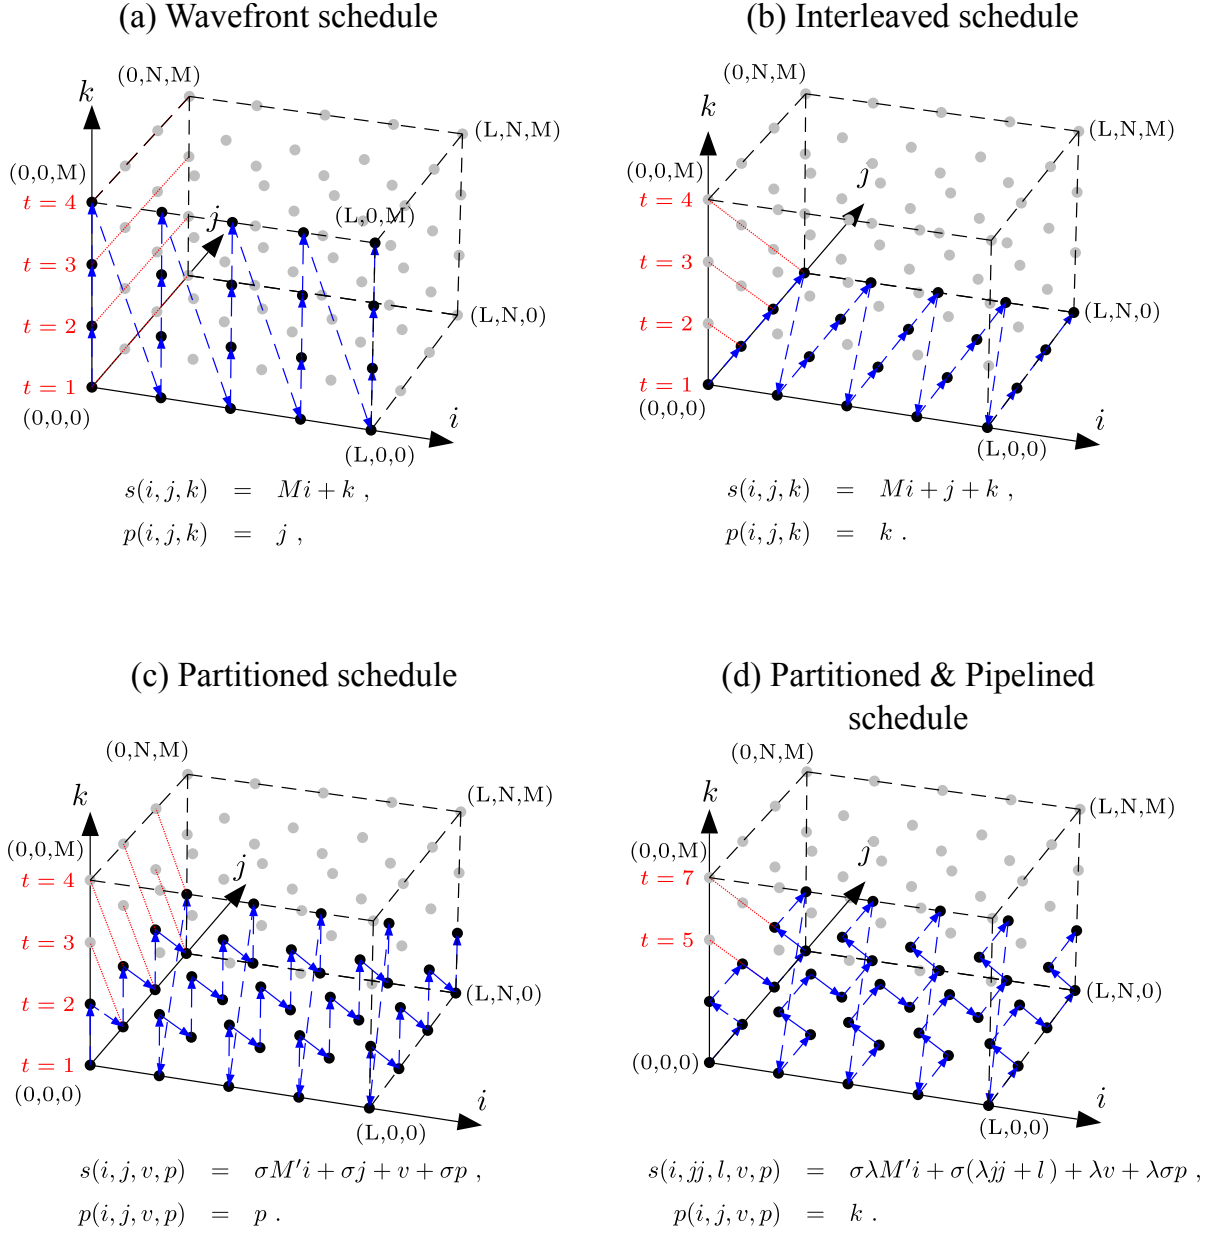 (a) Wavefront schedule
(0,N,M)
k
(L,N,M)
(0,0,M)
t = 4
j
(L,0,M)
t = 3
t = 2
(L,N,0)
t = 1
(0,0,0)
i
(L,0,0)
s(i, j, k) = Mi + k ,
p(i, j, k) = j ,
(b) Interleaved schedule
(0,N,M)
k
(L,N,M)
(0,0,M)
j
t = 4
t = 3
t = 2
(L,N,0)
t = 1
(0,0,0)
i
(L,0,0)
s(i, j, k) = Mi + j + k ,
p(i, j, k) = k .
(c) Partitioned schedule
(0,N,M)
k
(L,N,M)
(0,0,M)
j
t = 4
t = 3
t = 2
(L,N,0)
t = 1
(0,0,0)
i
(L,0,0)
s(i, j, v, p) = σM′i + σj + v + σp ,
p(i, j, v, p) = p .
(d) Partitioned & Pipelined
schedule
(0,N,M)
k
(L,N,M)
(0,0,M)
j
t = 7
t = 5
(L,N,0)
(0,0,0)
i
(L,0,0)
s(i, jj, l, v, p) = σλM′i + σ(λjj + l) + λv + λσp ,
p(i, j, v, p) = k .